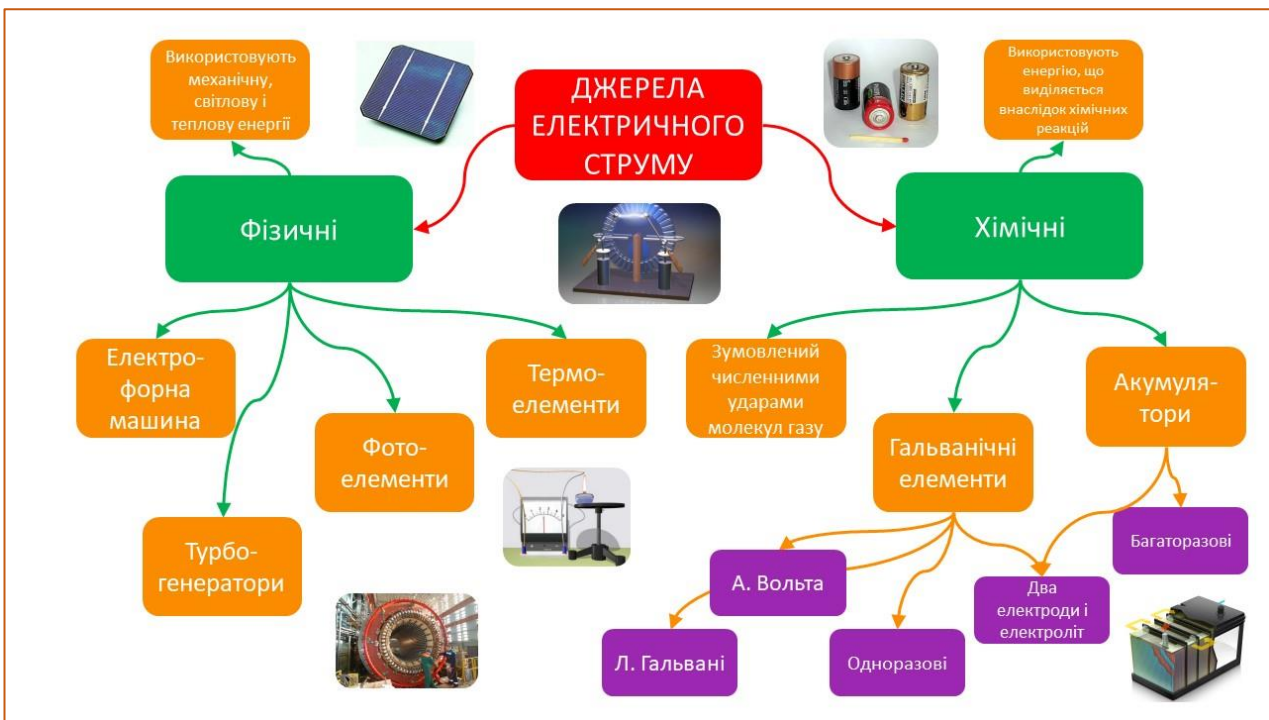 Використовують
механічну,
світлову і
теплову енергії
ДЖЕРЕЛА
ЕЛЕКТРИЧНОГО
СТРУМУ
Використовують
енергію, що
виділяється
внаслідок хімічних
реакцій
Фізичні
Хімічні
Електро-
форна
машина
Турбо-
генератори
Фото-
елементи
Термо-
елементи
Зумовлений
численними
ударами
молекул газу
Гальванічні
елементи
Акумуля-
тори
А. Вольта
Л. Гальвані
Одноразові
Два
електроди і
електроліт
Багаторазові